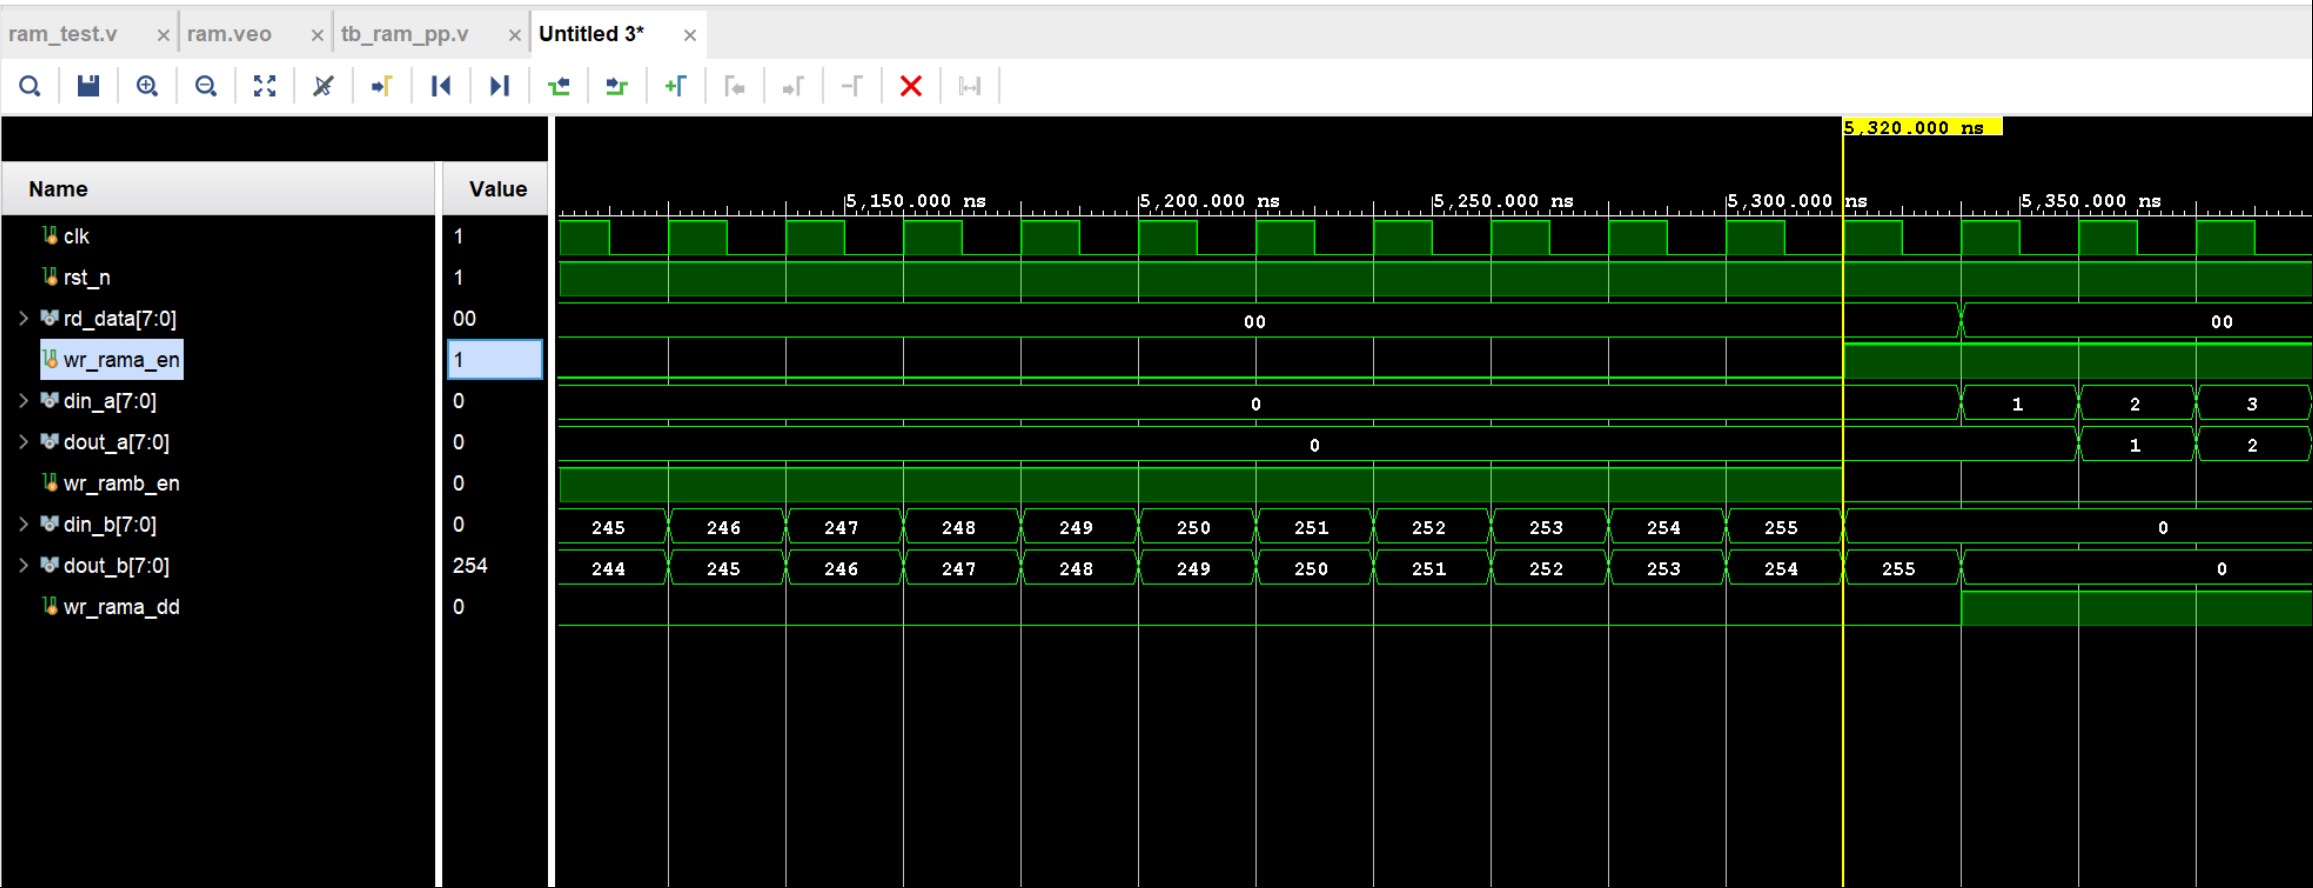 ram_test.v × ram.veo × tb_ram_pp.v × Untitled 3* ×
5,320.000 ns
Name Value
5,150.000 ns 5,200.000 ns 5,250.000 ns 5,300.000 ns 5,350.000 ns
clk 1
rst_n 1
rd_data[7:0] 00 00 00
wr_rama_en 1
din_a[7:0] 0 0 1 2 3
dout_a[7:0] 0 0 1 2
wr_ramb_en 0
din_b[7:0] 0 245 246 247 248 249 250 251 252 253 254 255 0
dout_b[7:0] 254 244 245 246 247 248 249 250 251 252 253 254 255 0
wr_rama_dd 0